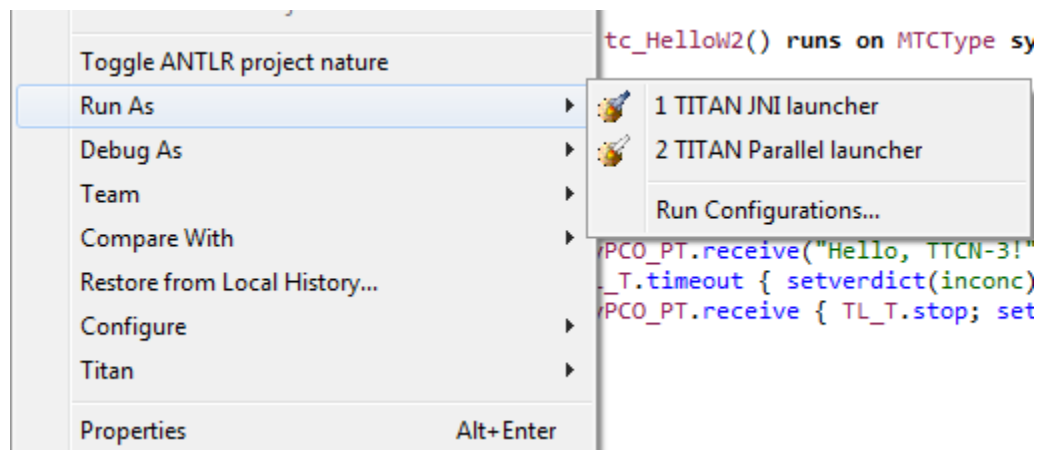 Toggle ANTLR project nature
Run As
Debug As
Team
Compare With
Restore from Local History...
Configure
Titan
Properties Alt+Enter
1 TITAN JNI launcher
2 TITAN Parallel launcher
Run Configurations...
tc_HelloW2() runs on MTCType sy
PCO_PT.receive("Hello, TTCN-3!"
_T.timeout { setverdict(inconc)
PCO_PT.receive { TL_T.stop; set